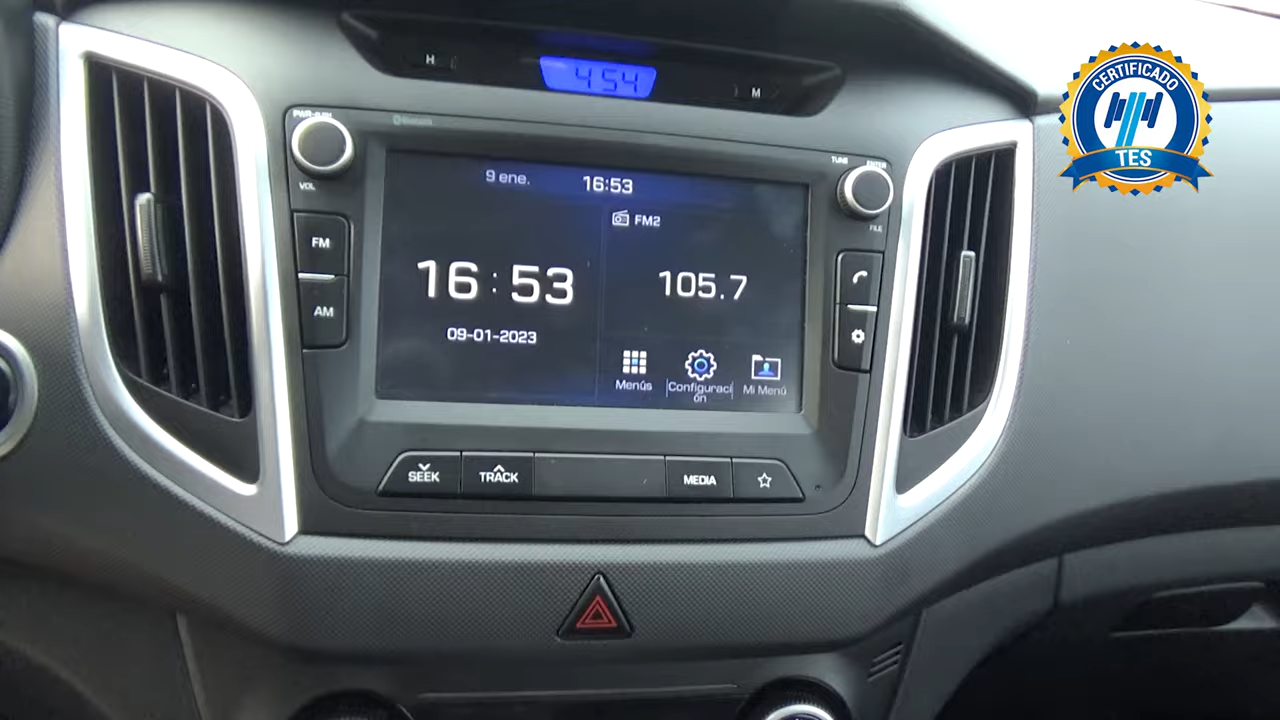 H
4:54
M
CERTIFICADO
TES
PWR-PUSH
Bluetooth
TUNE
ENTER
VOL
FILE
9 ene.
16:53
FM2
16:53
105.7
09-01-2023
Menús
Configuraci
ón
Mi Menú
FM
AM
SEEK
TRACK
MEDIA